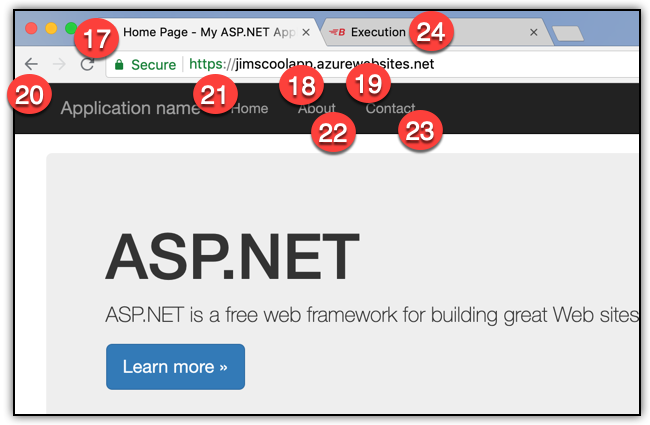 17 Home Page - My ASP.NET App B Execution 24
Secure https://jimscoolapp.azurewebsites.net
20 21 18 19
Application name Home About Contact
22 23
ASP.NET
ASP.NET is a free web framework for building great Web sites
Learn more »